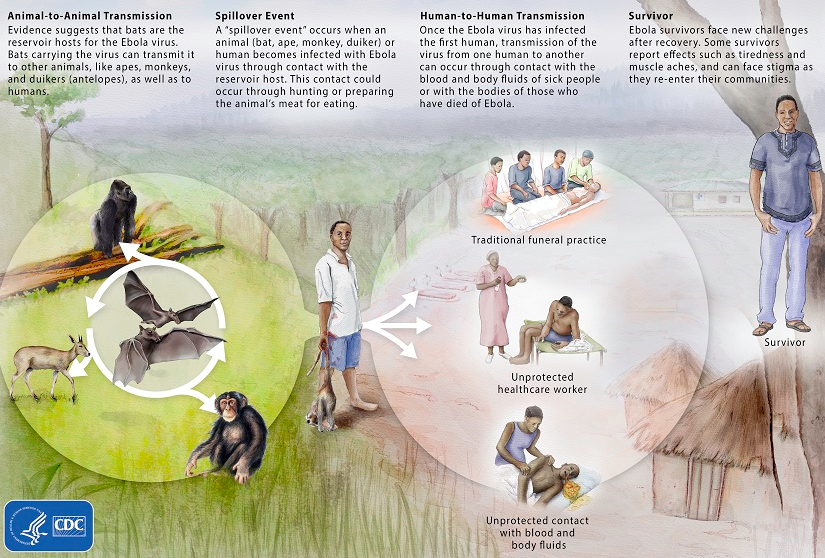 Animal-to-Animal Transmission
Evidence suggests that bats are the
reservoir hosts for the Ebola virus.
Bats carrying the virus can transmit it
to other animals, like apes, monkeys,
and duikers (antelopes), as well as to
humans.
Spillover Event
A “spillover event” occurs when an
animal (bat, ape, monkey, duiker) or
human becomes infected with Ebola
virus through contact with the
reservoir host. This contact could
occur through hunting or preparing
the animal’s meat for eating.
Human-to-Human Transmission
Once the Ebola virus has infected
the first human, transmission of the
virus from one human to another
can occur through contact with the
blood and body fluids of sick people
or with the bodies of those who
have died of Ebola.
Survivor
Ebola survivors face new challenges
after recovery. Some survivors
report effects such as tiredness and
muscle aches, and can face stigma as
they re-enter their communities.
Traditional funeral practice
Unprotected
healthcare worker
Unprotected contact
with blood and
body fluids
Survivor
CDC